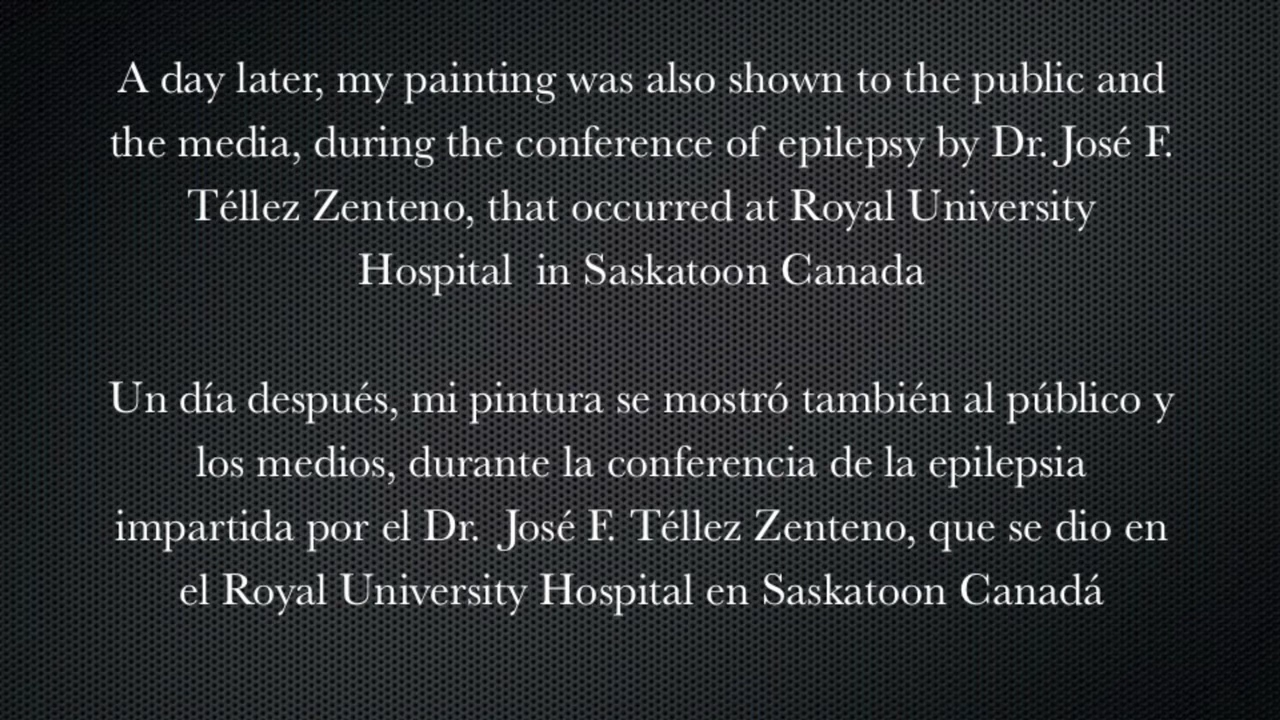 A day later, my painting was also shown to the public and
the media, during the conference of epilepsy by Dr. José F.
Téllez Zenteno, that occurred at Royal University
Hospital  in Saskatoon Canada
Un día después, mi pintura se mostró también al público y
los medios, durante la conferencia de la epilepsia
impartida por el Dr.  José F. Téllez Zenteno, que se dio en
el Royal University Hospital en Saskatoon Canadá